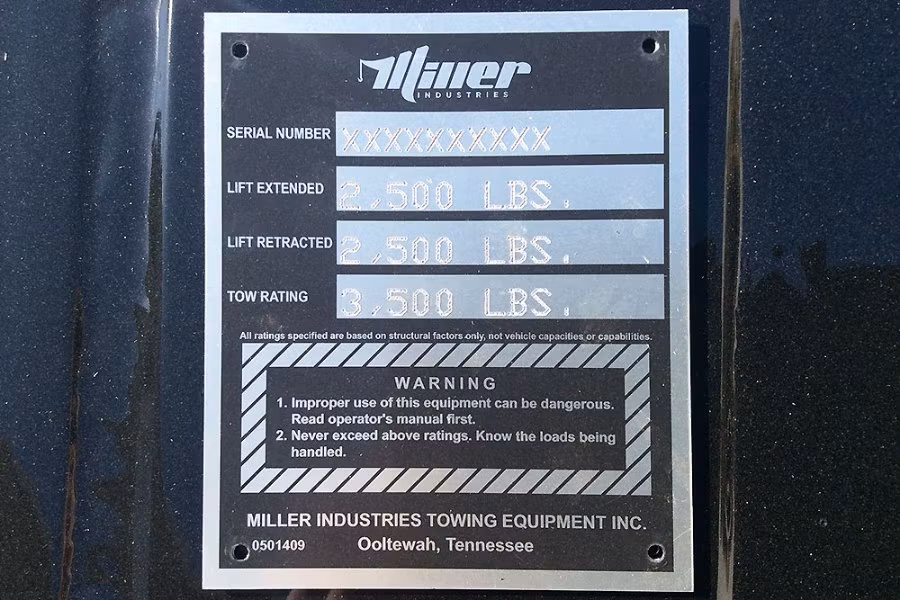 Miller
INDUSTRIES
SERIAL NUMBER XXXXXXXXXX
LIFT EXTENDED 2,500 LBS.
LIFT RETRACTED 2,500 LBS.
TOW RATING 3,500 LBS.
All ratings specified are based on structural factors only, not vehicle capacities or capabilities.
WARNING
1. Improper use of this equipment can be dangerous.
Read operator's manual first.
2. Never exceed above ratings. Know the loads being
handled.
MILLER INDUSTRIES TOWING EQUIPMENT INC.
0501409 Ooltewah, Tennessee